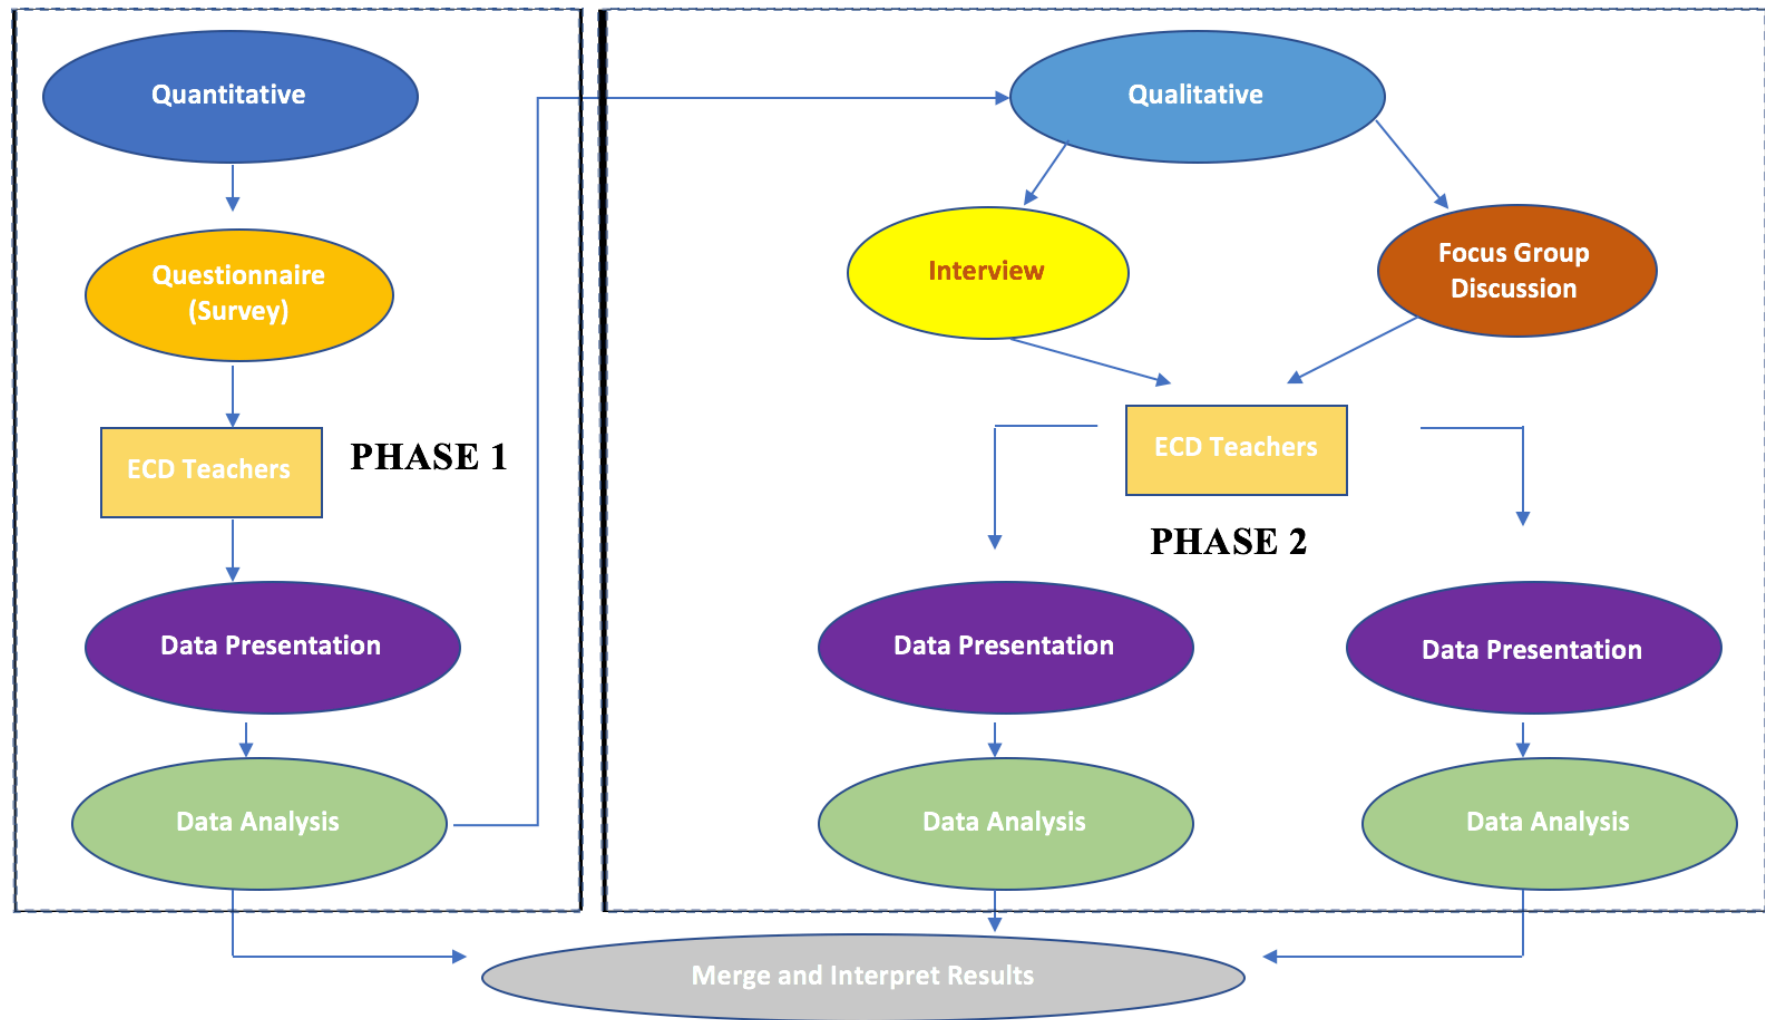 Quantitative
Questionnaire
(Survey)
ECD Teachers
PHASE 1
Data Presentation
Data Analysis
Qualitative
Interview
Focus Group
Discussion
ECD Teachers
PHASE 2
Data Presentation
Data Presentation
Data Analysis
Data Analysis
Merge and Interpret Results